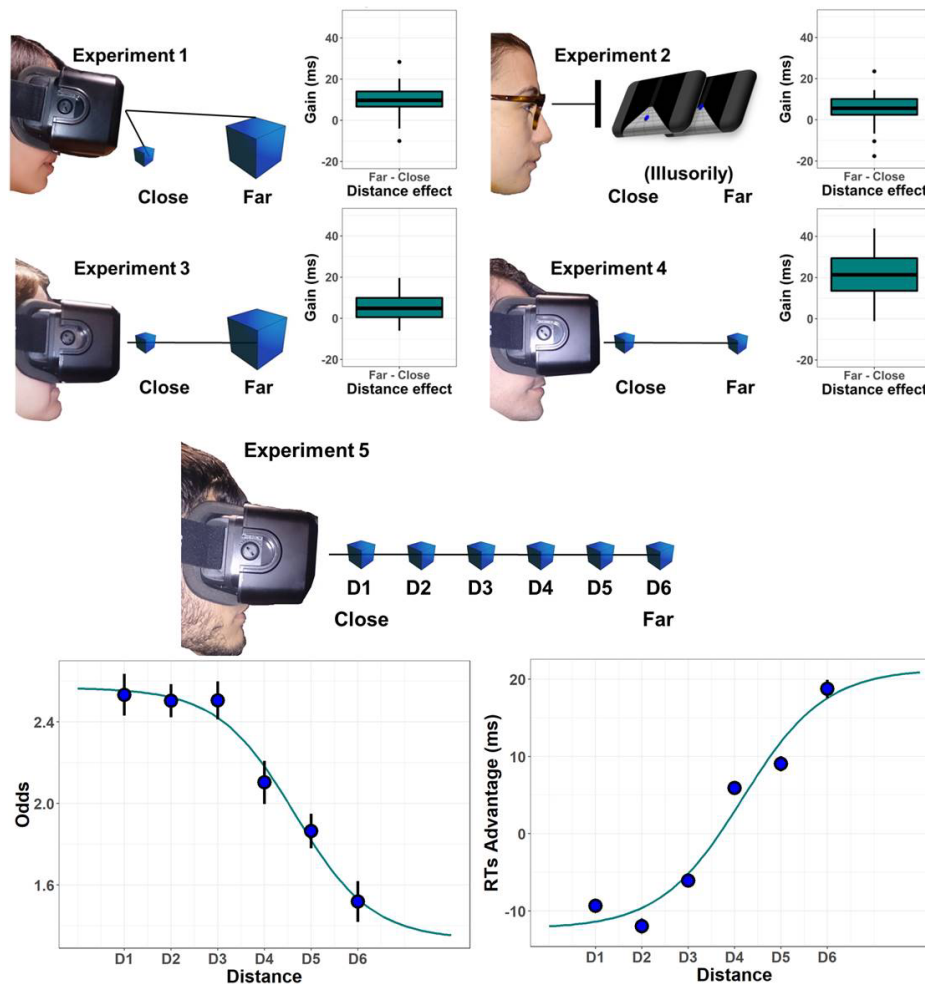 Experiment 1
Close
Far
Gain (ms)
40
20
0
-20
Far - Close
Distance effect
Experiment 2
(Illusorily)
Close
Far
Gain (ms)
40
20
0
-20
Far - Close
Distance effect
Experiment 3
Close
Far
Gain (ms)
40
20
0
-20
Far - Close
Distance effect
Experiment 4
Close
Far
Gain (ms)
40
20
0
-20
Far - Close
Distance effect
Experiment 5
D1 D2 D3 D4 D5 D6
Close Far
Odds
2.4
2.0
1.6
D1 D2 D3 D4 D5 D6
Distance
RTs Advantage (ms)
20
10
0
-10
D1 D2 D3 D4 D5 D6
Distance